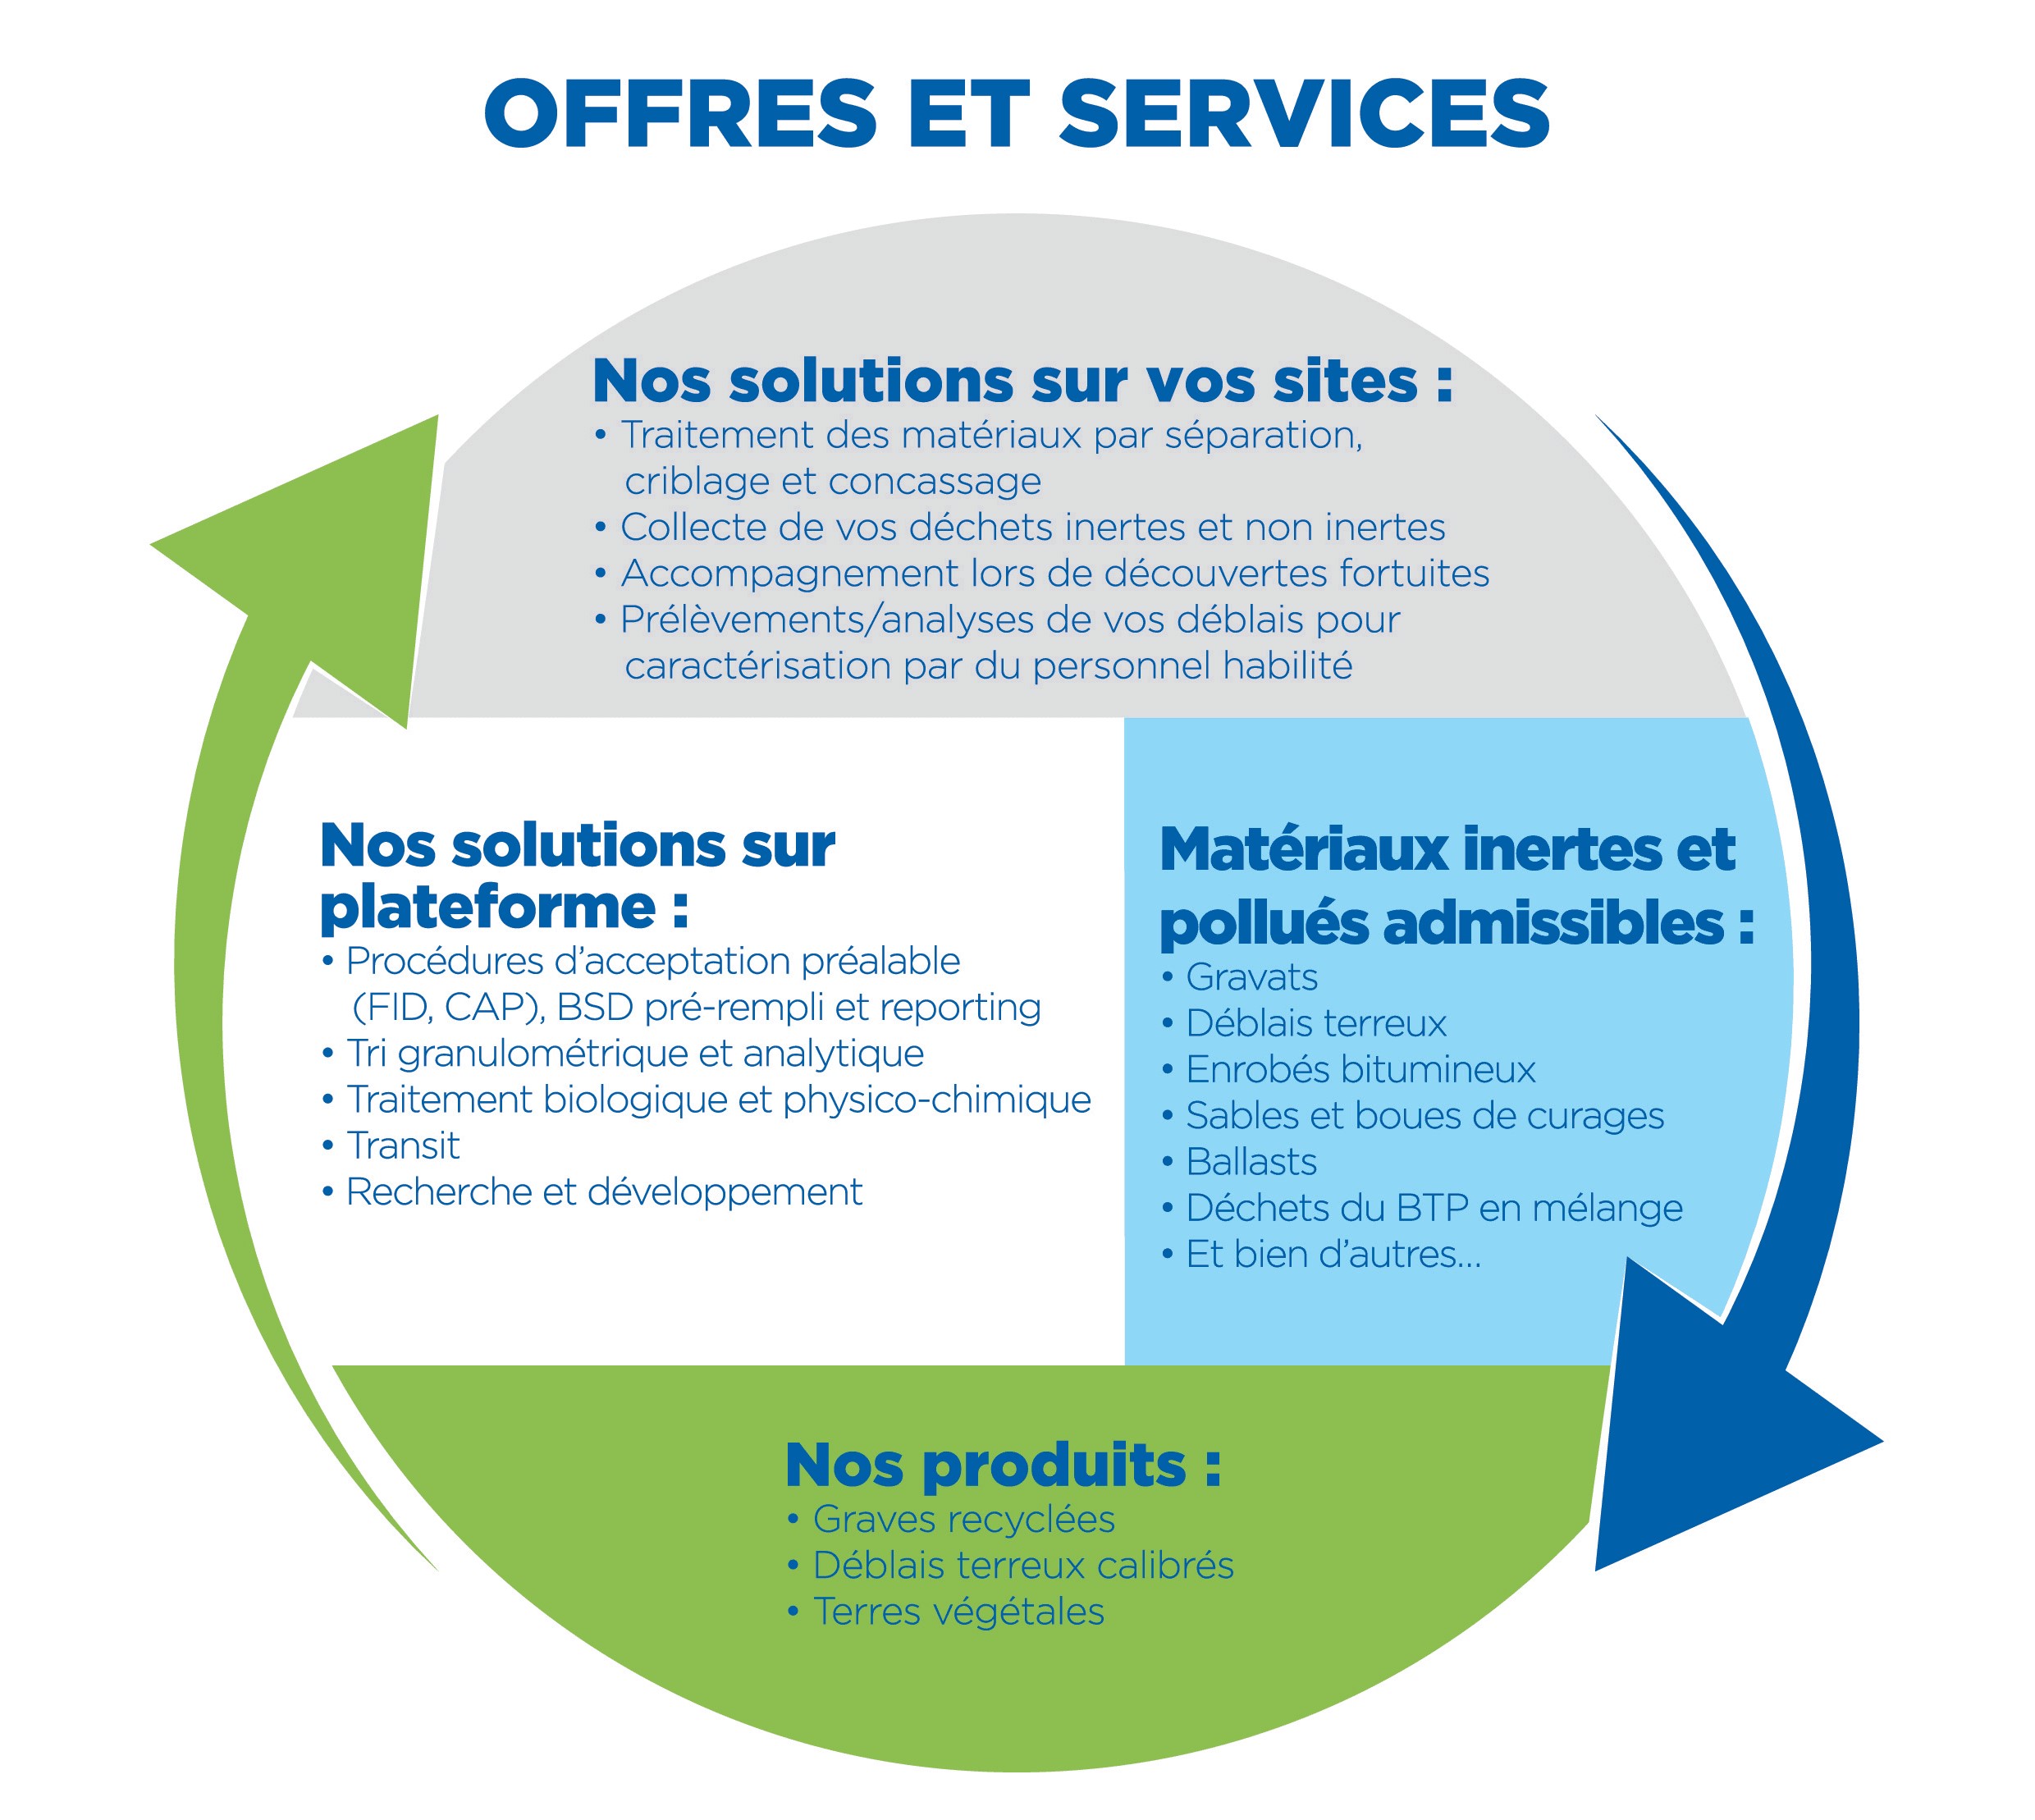 OFFRES ET SERVICES
Nos solutions sur vos sites :
• Traitement des matériaux par séparation,
criblage et concassage
• Collecte de vos déchets inertes et non inertes
• Accompagnement lors de découvertes fortuites
• Prélèvements/analyses de vos déblais pour
caractérisation par du personnel habilité
Nos solutions sur
plateforme :
• Procédures d'acceptation préalable
(FID, CAP), BSD pré-rempli et reporting
• Tri granulométrique et analytique
• Traitement biologique et physico-chimique
• Transit
• Recherche et développement
Matériaux inertes et
pollués admissibles :
• Gravats
• Déblais terreux
• Enrobés bitumineux
• Sables et boues de curages
• Ballasts
• Déchets du BTP en mélange
• Et bien d'autres...
Nos produits :
• Graves recyclées
• Déblais terreux calibrés
• Terres végétales